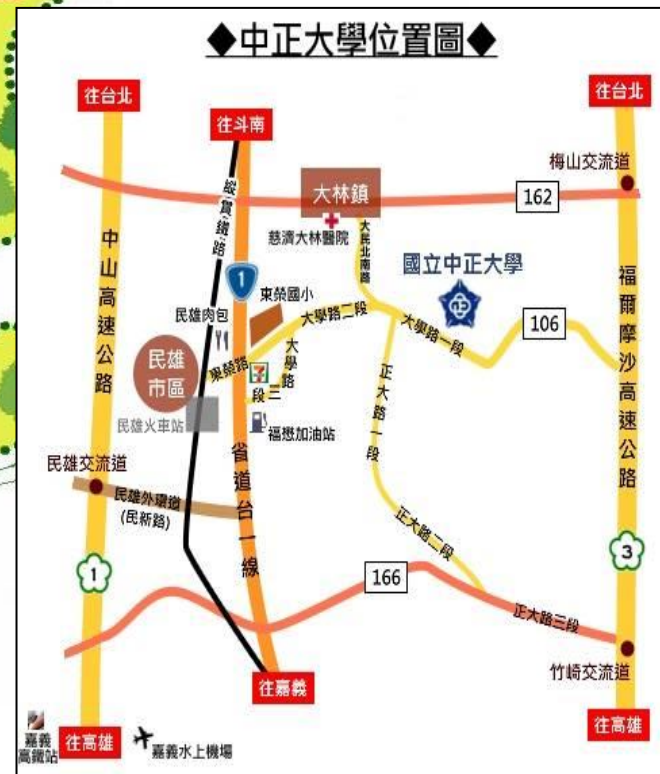 ◆中正大學位置圖◆
往台北
往斗南
往台北
梅山交流道
大林鎮
162
慈濟大林醫院
縱貫鐵路
大民北南路
國立中正大學
中山高速公路
1
東榮國小
福爾摩沙高速公路
民雄肉包
大學路二段
大學路一段
106
民雄
市區
東榮路
大學路三段
7
ELEVEN
正大路一段
民雄火車站
福懋加油站
民雄交流道
省道台一線
民雄外環道
(民新路)
正大路二段
1
166
3
正大路三段
竹崎交流道
往嘉義
嘉義
高鐵站
往高雄
嘉義水上機場
往高雄